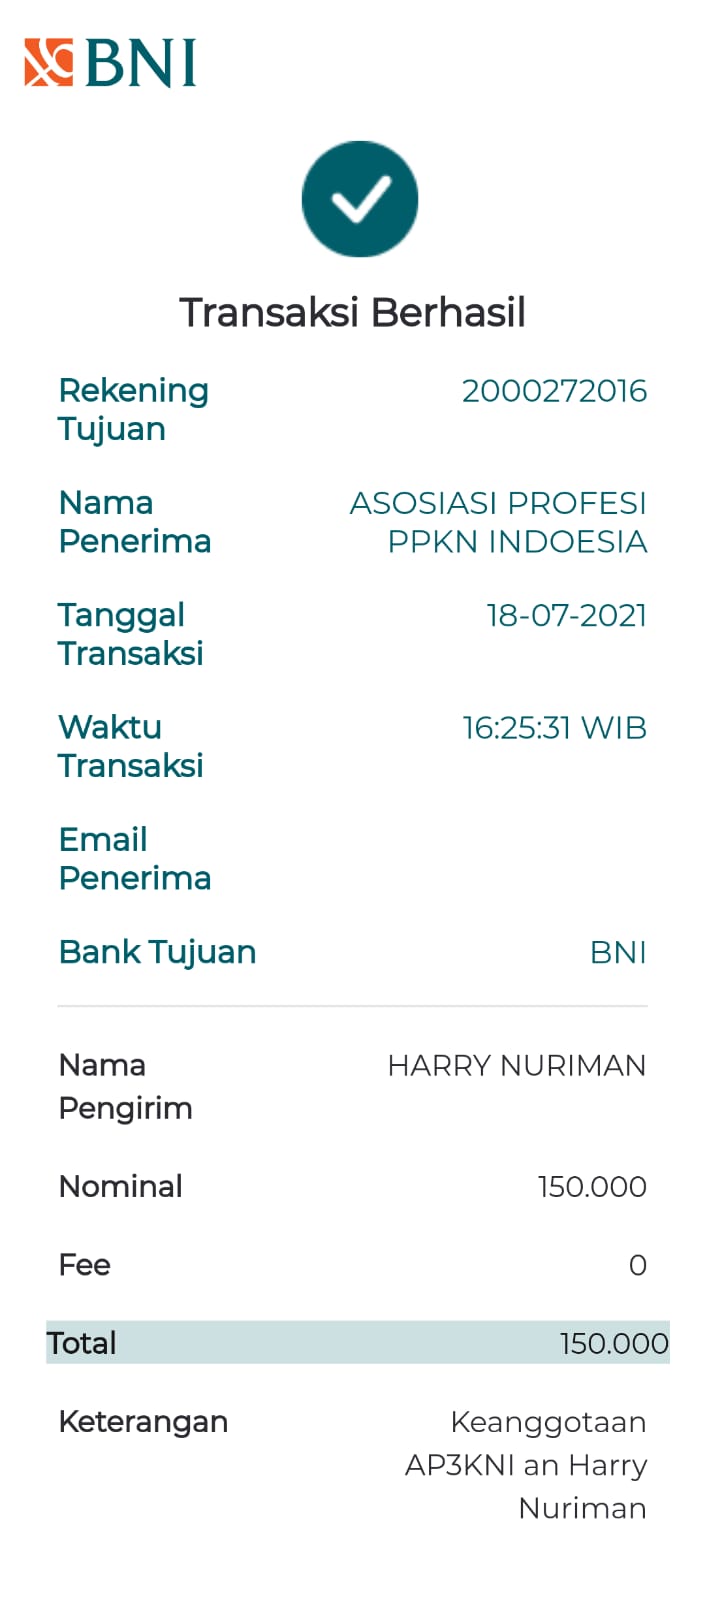 BNI
Transaksi Berhasil
Rekening Tujuan 2000272016
Nama Penerima ASOSIASI PROFESI PPKN INDOESIA
Tanggal Transaksi 18-07-2021
Waktu Transaksi 16:25:31 WIB
Email Penerima
Bank Tujuan BNI
Nama Pengirim HARRY NURIMAN
Nominal 150.000
Fee 0
Total 150.000
Keterangan Keanggotaan
AP3KNI an Harry
Nuriman